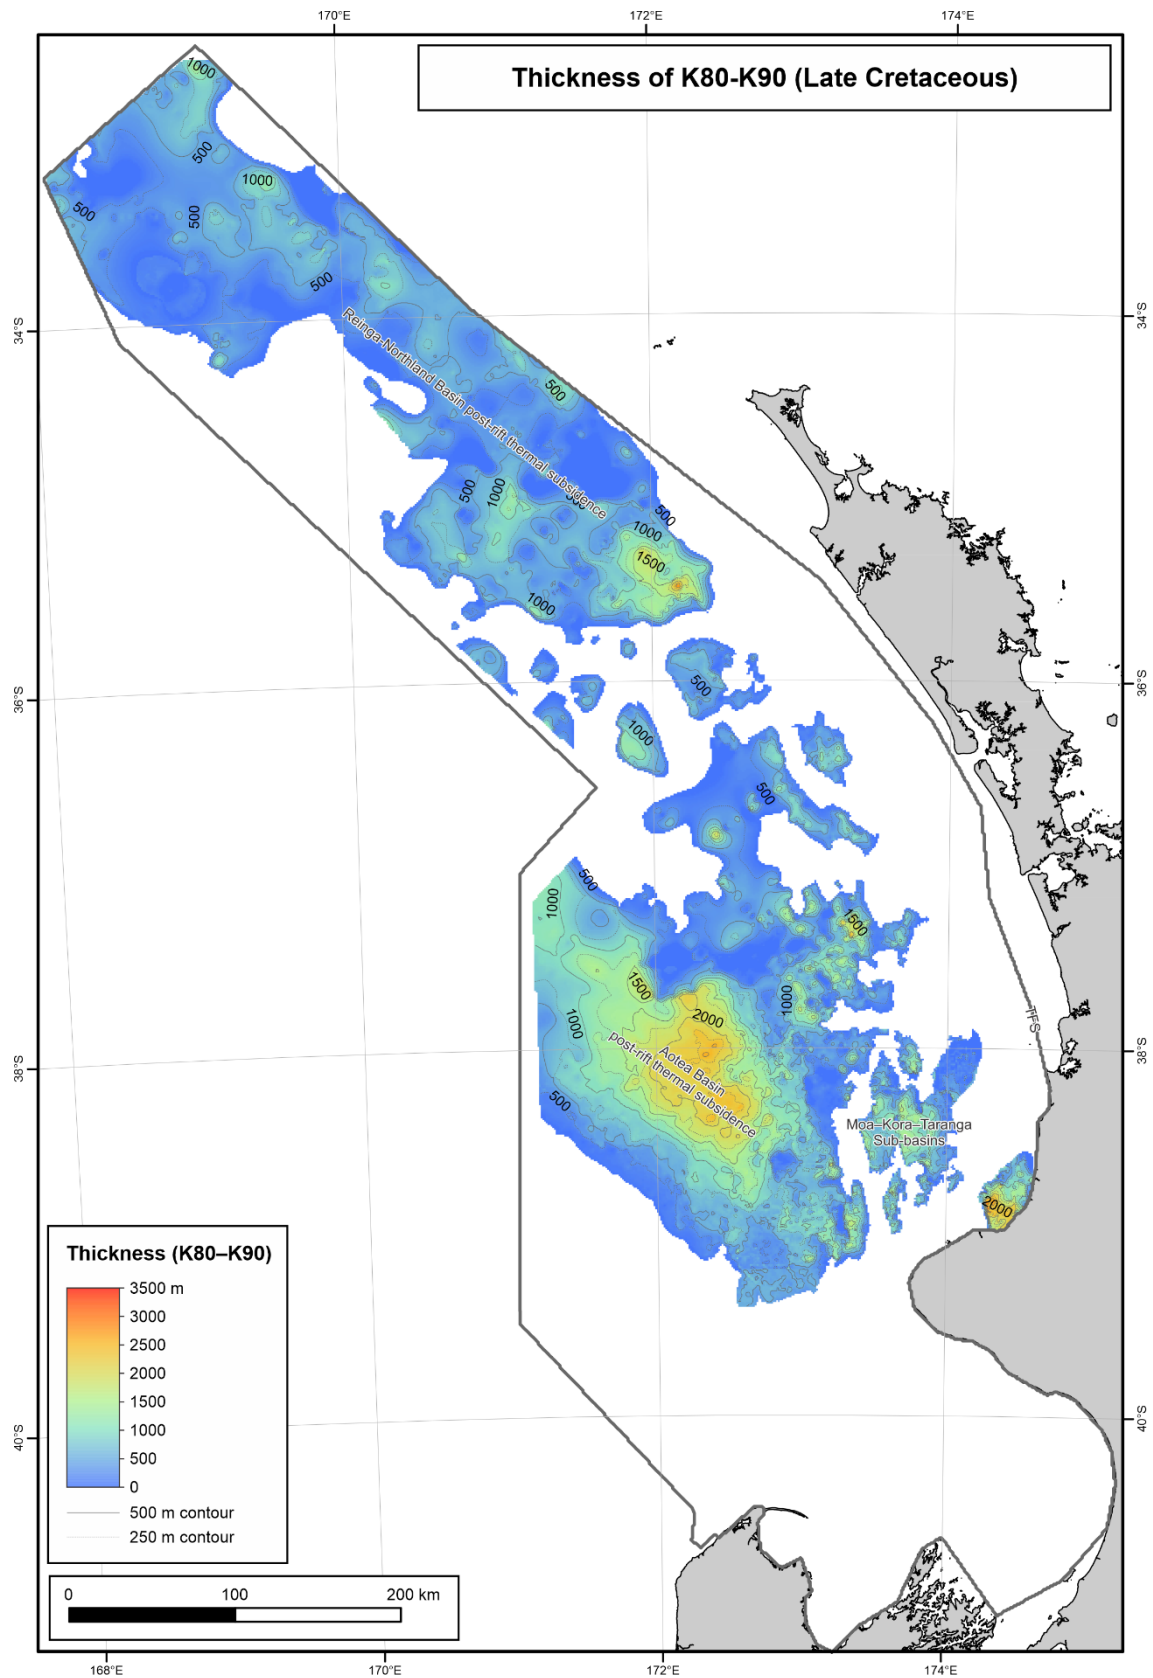 170°E
172°E
174°E
Thickness of K80-K90 (Late Cretaceous)
1000
500
1000
500
500
500
34°S
34°S
Reinga-Northland Basin post-rift thermal subsidence
500
500
1000
500
500
1000
1500
1000
36°S
36°S
500
1000
500
500
1000
1500
1500
1000
2000
1000
TFS
38°S
38°S
Aotea Basin
post-rift thermal subsidence
500
Moa–Kora–Taranga
Sub-basins
2000
Thickness (K80–K90)
3500 m
3000
2500
2000
1500
1000
500
0
500 m contour
250 m contour
40°S
40°S
0
100
200 km
168°E
170°E
172°E
174°E